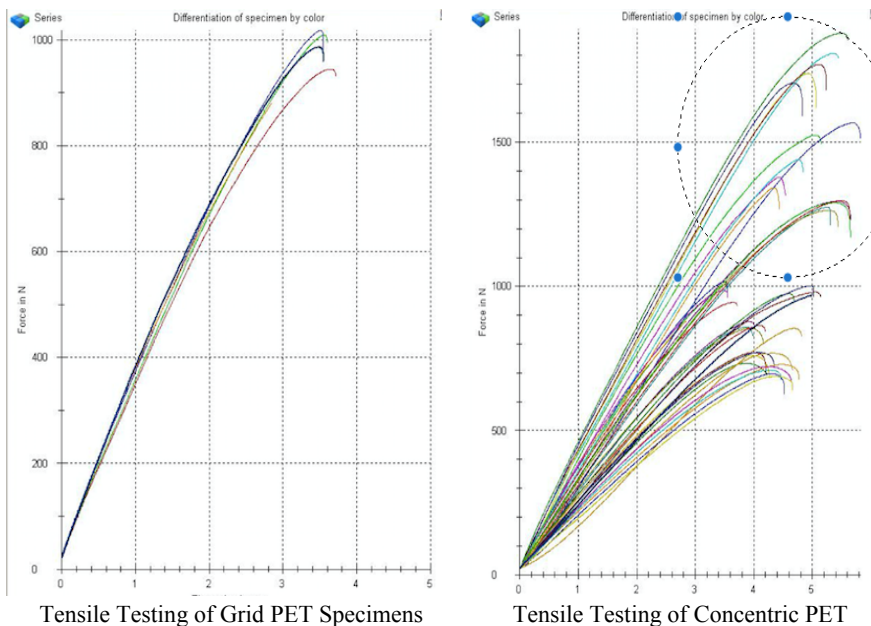 Series
Differentiation of specimen by color
1000
800
600
400
200
0
Force in N
0
1
2
3
4
5
Tensile Testing of Grid PET Specimens
Series
Differentiation of specimen by color
1500
1000
500
0
Force in N
0
1
2
3
4
5
Tensile Testing of Concentric PET